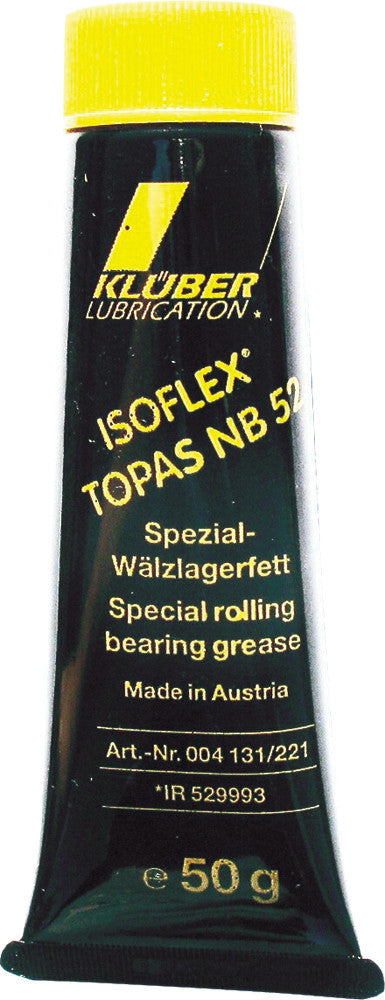 KLÜBER
LUBRICATION *
ISOFLEX®
TOPAS NB 52
Spezial-
Wälzlagerfett
Special rolling
bearing grease
Made in Austria
Art.-Nr. 004 131/221
*IR 529993
℮ 50 g